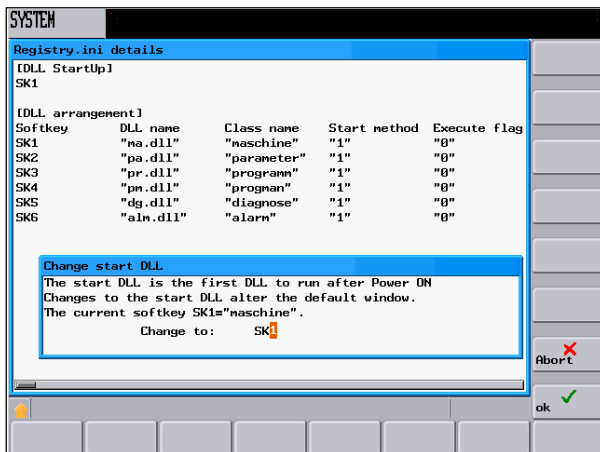 SYSTEM
Registry.ini details
[DLL StartUp]
SK1
[DLL arrangement]
Softkey DLL name Class name Start method Execute flag
SK1 "ma.dll" "maschine" "1" "0"
SK2 "pa.dll" "parameter" "1" "0"
SK3 "pr.dll" "programm" "1" "0"
SK4 "pm.dll" "progman" "1" "0"
SK5 "dg.dll" "diagnose" "1" "0"
SK6 "alm.dll" "alarm" "1" "0"
Change start DLL
The start DLL is the first DLL to run after Power ON
Changes to the start DLL alter the default window.
The current softkey SK1="maschine".
Change to: SK1
Abort
ok